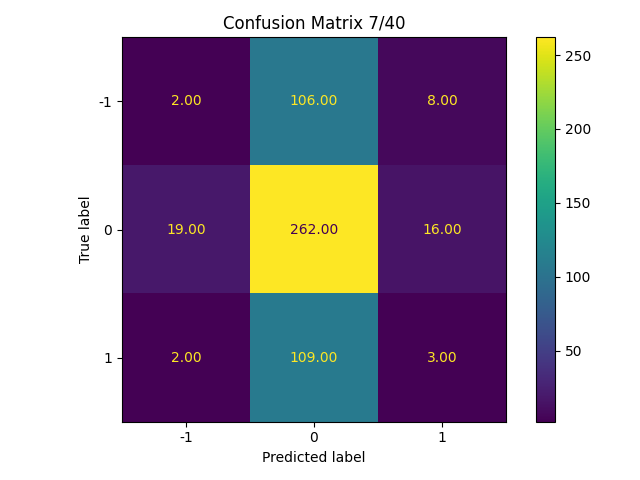 Confusion Matrix 7/40
-1 2.00 106.00 8.00
0 19.00 262.00 16.00
1 2.00 109.00 3.00
-1 0 1
Predicted label
True label
250
200
150
100
50